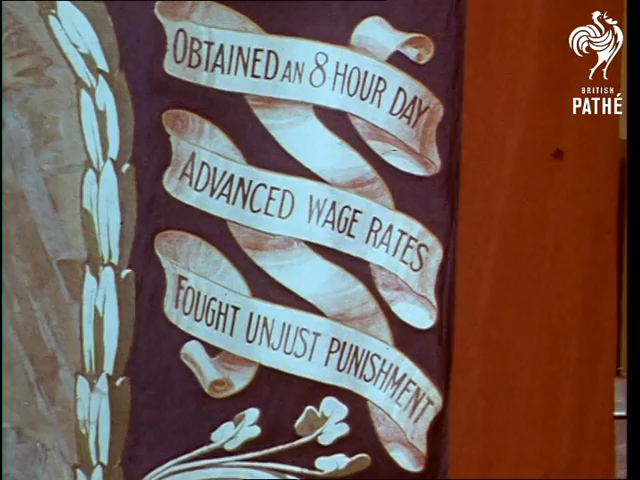 OBTAINED AN 8 HOUR DAY
ADVANCED WAGE RATES
FOUGHT UNJUST PUNISHMENT
BRITISH
PATHÉ